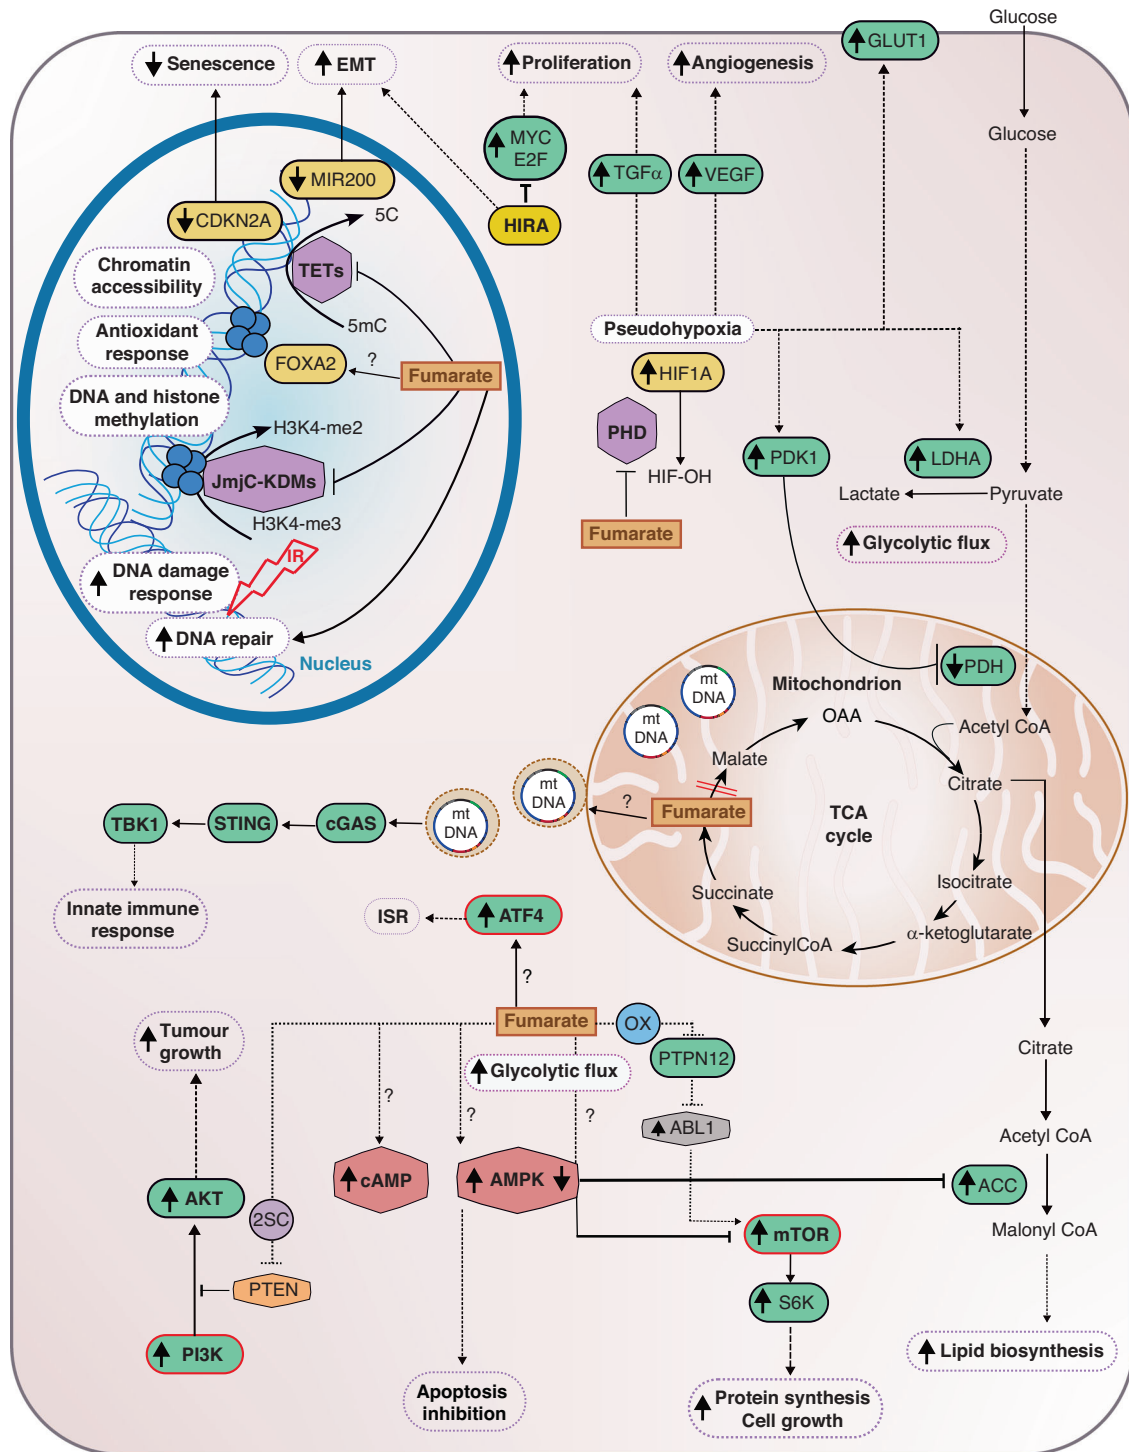 Glucose
GLUT1
Senescence
EMT
Proliferation
Angiogenesis
Glucose
MYC
E2F
TGFα
VEGF
MIR200
CDKN2A
5C
HIRA
TETs
Chromatin
accessibility
5mC
Antioxidant
response
Pseudohypoxia
?
FOXA2
Fumarate
HIF1A
DNA and histone
methylation
H3K4-me2
PHD
PDK1
LDHA
JmjC-KDMs
HIF-OH
Lactate
Pyruvate
H3K4-me3
Fumarate
Glycolytic flux
IR
DNA damage
response
DNA repair
Nucleus
PDH
Mitochondrion
mt
DNA
mt
DNA
OAA
Acetyl CoA
Malate
Citrate
mt
DNA
?
Fumarate
TCA
cycle
TBK1
STING
cGAS
mt
DNA
Isocitrate
Succinate
Innate immune
response
ISR
ATF4
α-ketoglutarate
SuccinylCoA
?
Fumarate
OX
Tumour
growth
PTPN12
Citrate
Glycolytic flux
?
?
?
ABL1
Acetyl CoA
cAMP
AMPK
ACC
AKT
2SC
mTOR
Malonyl CoA
PTEN
S6K
PI3K
Lipid biosynthesis
Apoptosis
inhibition
Protein synthesis
Cell growth